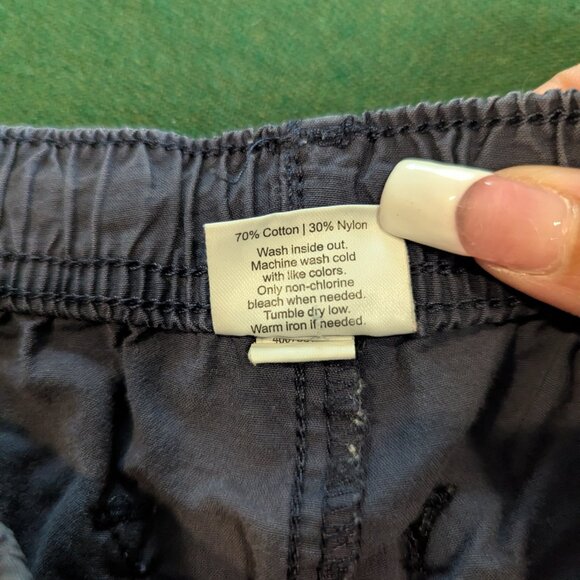 70% Cotton | 30% Nylon
Wash inside out.
Machine wash cold
with like colors.
Only non-chlorine
bleach when needed.
Tumble dry low.
Warm iron if needed.